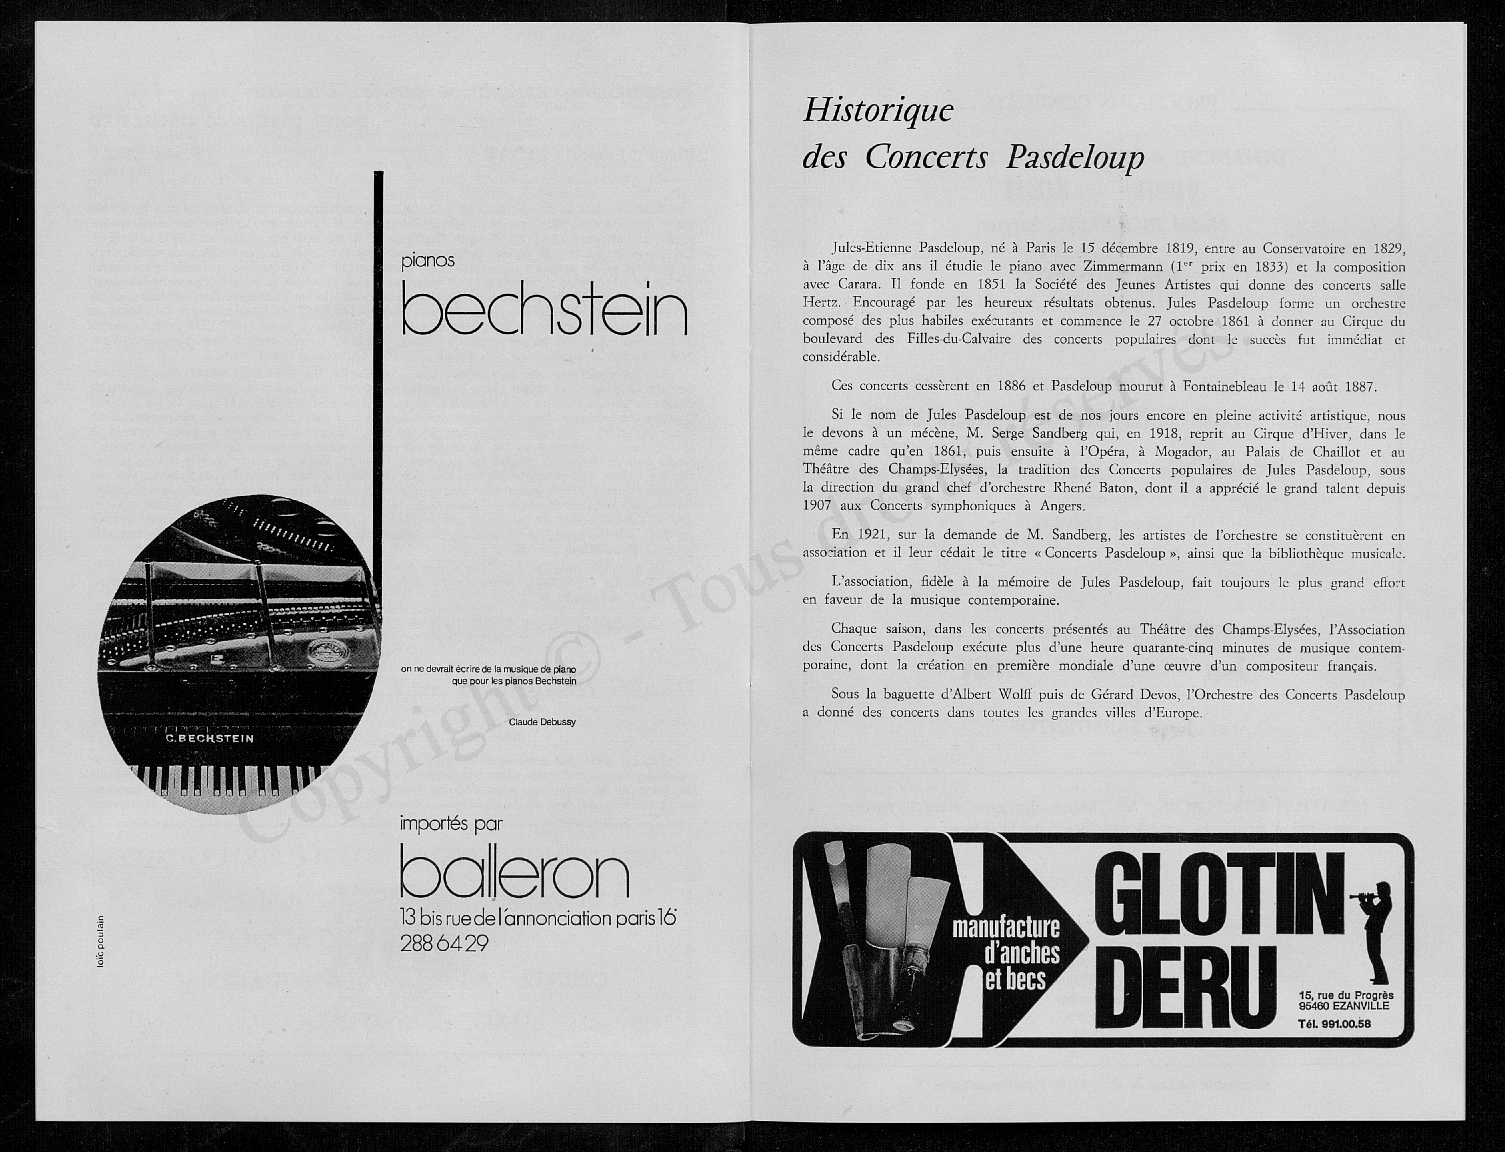 pianos
bechstein
C.BECHSTEIN
on ne devrait écrire de la musique de piano
que pour les pianos Bechstein
Claude Debussy
importés par
balleron
13 bis rue de l'annonciation paris 16e
288 64 29
loïc poulain
Historique
des Concerts Pasdeloup
Jules-Etienne Pasdeloup, né à Paris le 15 décembre 1819, entre au Conservatoire en 1829,
à l'âge de dix ans il étudie le piano avec Zimmermann (1er prix en 1833) et la composition
avec Carara. Il fonde en 1851 la Société des Jeunes Artistes qui donne des concerts salle
Hertz. Encouragé par les heureux résultats obtenus. Jules Pasdeloup forme un orchestre
composé des plus habiles exécutants et commence le 27 octobre 1861 à donner au Cirque du
boulevard des Filles-du-Calvaire des concerts populaires dont le succès fut immédiat et
considérable.
Ces concerts cessèrent en 1886 et Pasdeloup mourut à Fontainebleau le 14 août 1887.
Si le nom de Jules Pasdeloup est de nos jours encore en pleine activité artistique, nous
le devons à un mécène, M. Serge Sandberg qui, en 1918, reprit au Cirque d'Hiver, dans le
même cadre qu'en 1861, puis ensuite à l'Opéra, à Mogador, au Palais de Chaillot et au
Théâtre des Champs-Elysées, la tradition des Concerts populaires de Jules Pasdeloup, sous
la direction du grand chef d'orchestre Rhené Baton, dont il a apprécié le grand talent depuis
1907 aux Concerts symphoniques à Angers.
En 1921, sur la demande de M. Sandberg, les artistes de l'orchestre se constituèrent en
association et il leur cédait le titre « Concerts Pasdeloup », ainsi que la bibliothèque musicale.
L'association, fidèle à la mémoire de Jules Pasdeloup, fait toujours le plus grand effort
en faveur de la musique contemporaine.
Chaque saison, dans les concerts présentés au Théâtre des Champs-Elysées, l'Association
des Concerts Pasdeloup exécute plus d'une heure quarante-cinq minutes de musique contem-
poraine, dont la création en première mondiale d'une œuvre d'un compositeur français.
Sous la baguette d'Albert Wolff puis de Gérard Devos, l'Orchestre des Concerts Pasdeloup
a donné des concerts dans toutes les grandes villes d'Europe.
manufacture
d'anches
et becs
GLOTIN
DERU
15, rue du Progrès
95460 EZANVILLE
Tél. 991.00.58
Copyright © - Tous droits réservés.